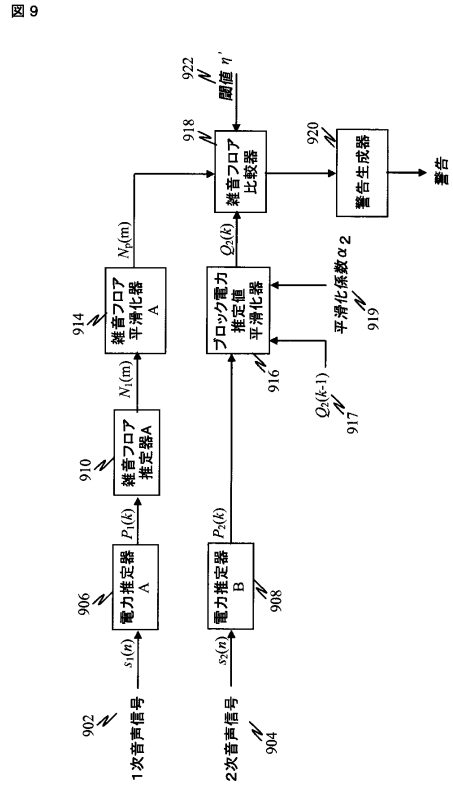 図 9
902
1次音声信号
s₁(n)
906
電力推定器
A
P₁(k)
910
雑音フロア
推定器A
N₁(m)
914
雑音フロア
平滑化器
A
Nₚ(m)
904
2次音声信号
s₂(n)
電力推定器
B
908
P₂(k)
ブロック電力
推定値
平滑化器
916
Q₂(k-1)
917
平滑化係数α2
919
Q₂(k)
918
雑音フロア
比較器
922
閾値 η'
920
警告生成器
警告